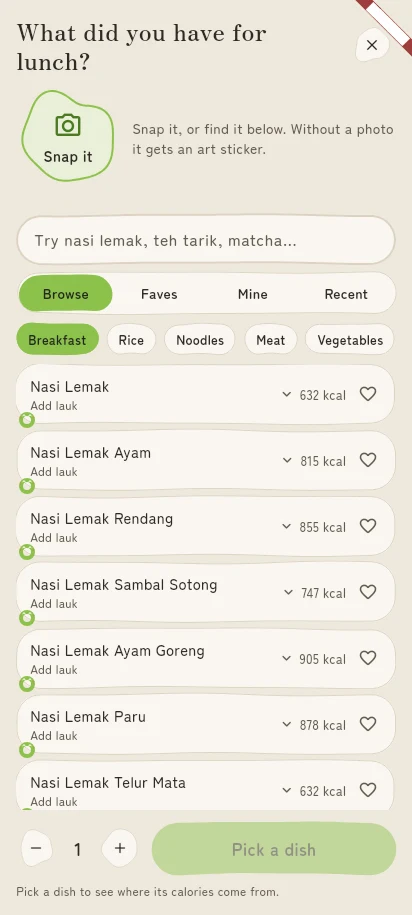 What did you have for
lunch?
Snap it
Snap it, or find it below. Without a photo
it gets an art sticker.
Try nasi lemak, teh tarik, matcha...
Browse Faves Mine Recent
Breakfast Rice Noodles Meat Vegetables
Nasi Lemak
Add lauk
632 kcal
Nasi Lemak Ayam
Add lauk
815 kcal
Nasi Lemak Rendang
Add lauk
855 kcal
Nasi Lemak Sambal Sotong
Add lauk
747 kcal
Nasi Lemak Ayam Goreng
Add lauk
905 kcal
Nasi Lemak Paru
Add lauk
878 kcal
Nasi Lemak Telur Mata
Add lauk
632 kcal
1
Pick a dish
Pick a dish to see where its calories come from.